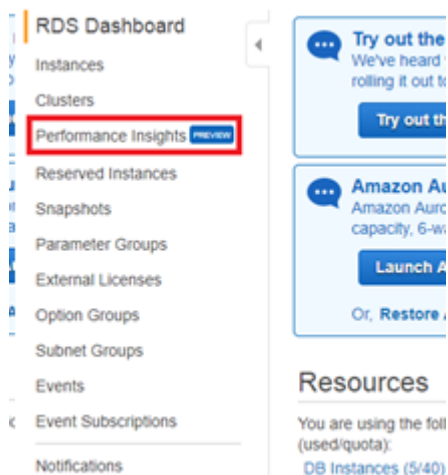 RDS Dashboard
Instances
Clusters
Performance Insights PREVIEW
Reserved Instances
Snapshots
Parameter Groups
External Licenses
Option Groups
Subnet Groups
Events
Event Subscriptions
Notifications
Try out the
We've heard
rolling it out to
Try out th
Amazon Au
Amazon Auro
capacity, 6-wa
Launch A
Or, Restore
Resources
You are using the foll
(used/quota):
DB Instances (5/40)